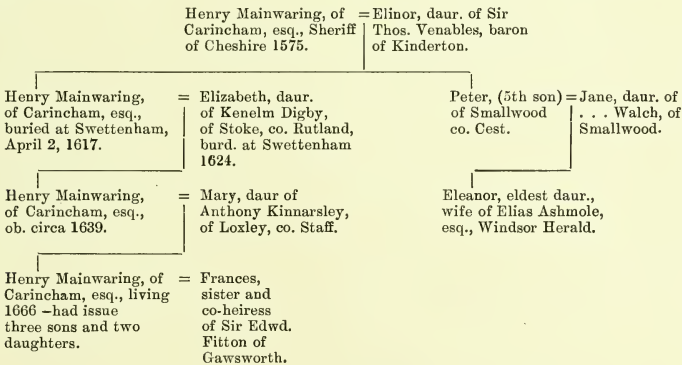 Henry Mainwaring, of = Elinor, daur. of Sir
Carincham, esq., Sheriff Thos. Venables, baron
of Cheshire 1575. of Kinderton.
Henry Mainwaring,
of Carincham, esq.,
buried at Swettenham,
April 2, 1617.
= Elizabeth, daur.
of Kenelm Digby,
of Stoke, co. Rutland,
burd. at Swettenham
1624.
Peter, (5th son) = Jane, daur. of
of Smallwood . . . Walch, of
co. Cest. Smallwood.
Henry Mainwaring,
of Carincham, esq.,
ob. circa 1639.
= Mary, daur of
Anthony Kinnarsley,
of Loxley, co. Staff.
Eleanor, eldest daur.,
wife of Elias Ashmole,
esq., Windsor Herald.
Henry Mainwaring, of
Carincham, esq., living
1666 –had issue
three sons and two
daughters.
= Frances,
sister and
co-heiress
of Sir Edwd.
Fitton of
Gawsworth.